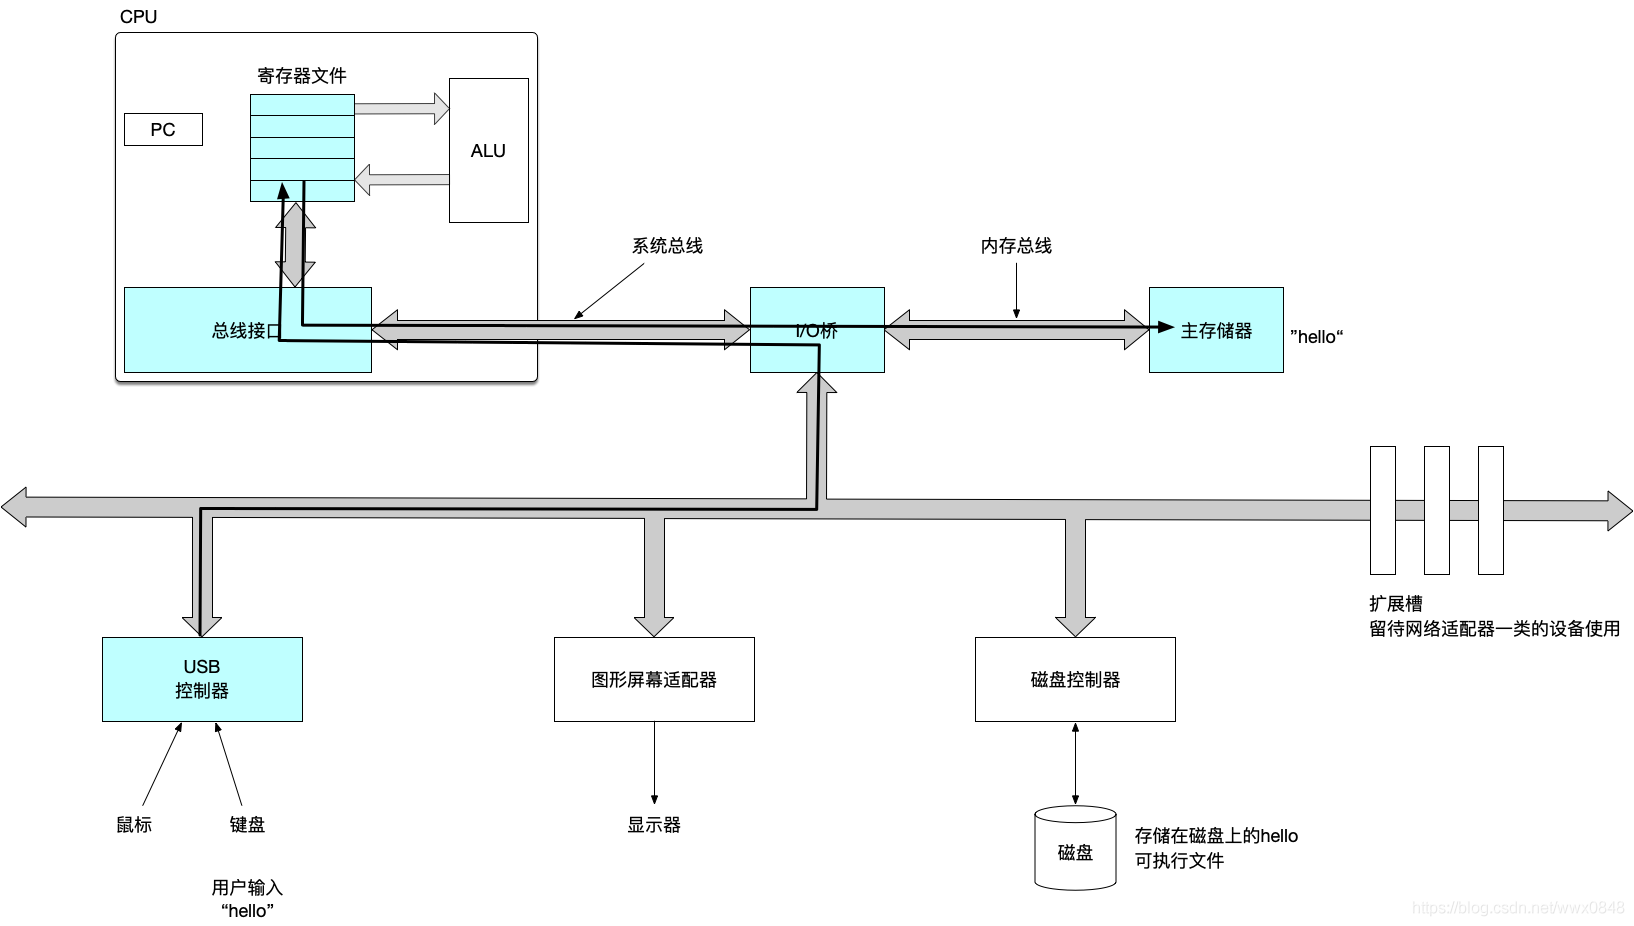 CPU
寄存器文件
PC
ALU
系统总线
内存总线
总线接口
I/O桥
主存储器
”hello“
扩展槽
留待网络适配器一类的设备使用
USB
控制器
图形屏幕适配器
磁盘控制器
鼠标
键盘
显示器
磁盘
存储在磁盘上的hello
可执行文件
用户输入
“hello”
https://blog.csdn.net/wwx0848